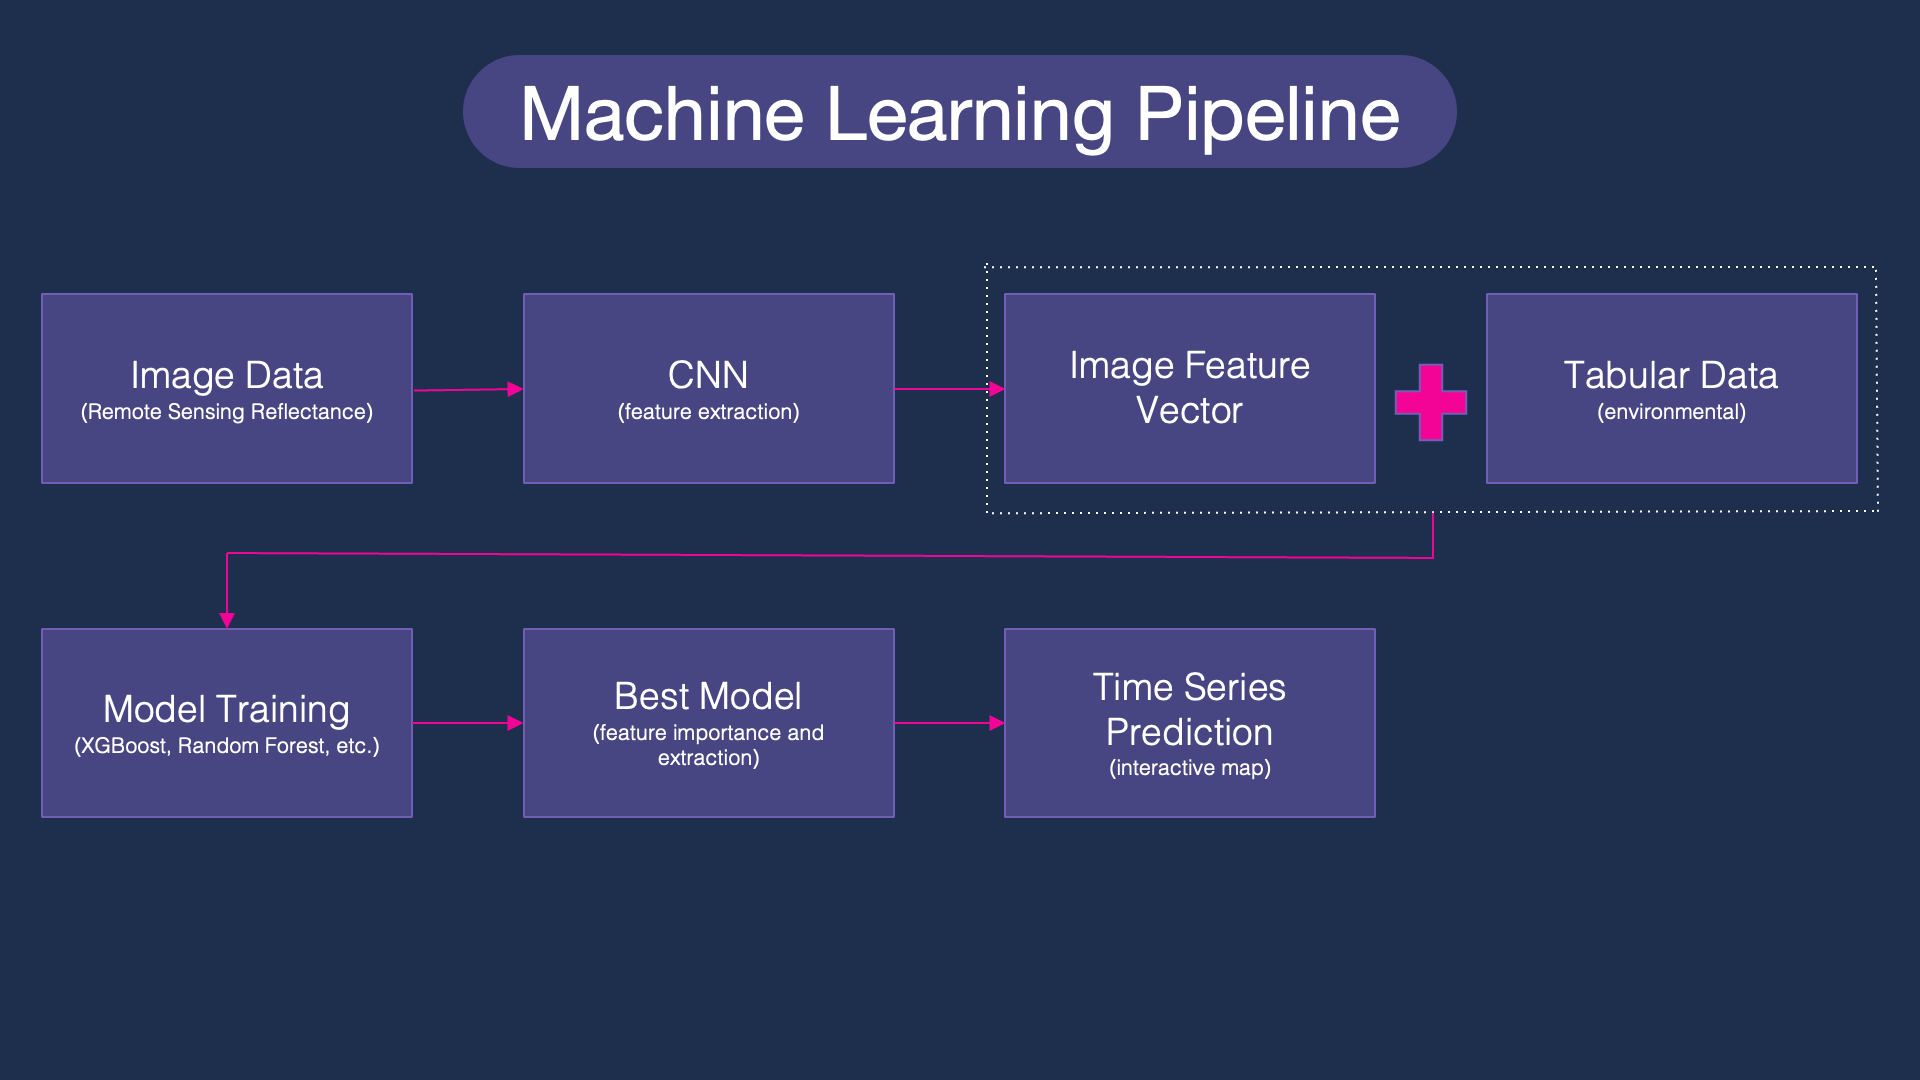 Machine Learning Pipeline
Image Data
(Remote Sensing Reflectance)
CNN
(feature extraction)
Image Feature
Vector
Tabular Data
(environmental)
Model Training
(XGBoost, Random Forest, etc.)
Best Model
(feature importance and
extraction)
Time Series
Prediction
(interactive map)